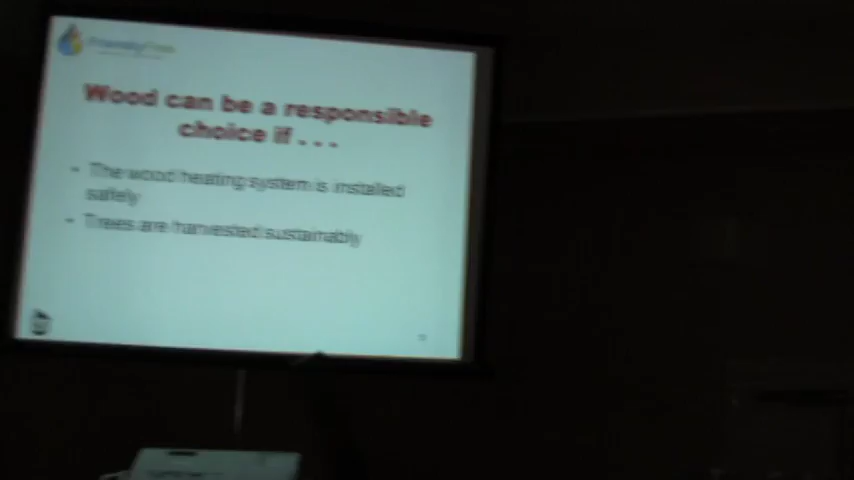 Wood can be a responsible
choice if . . .
• The wood heating system is installed
safely
• Trees are harvested sustainably